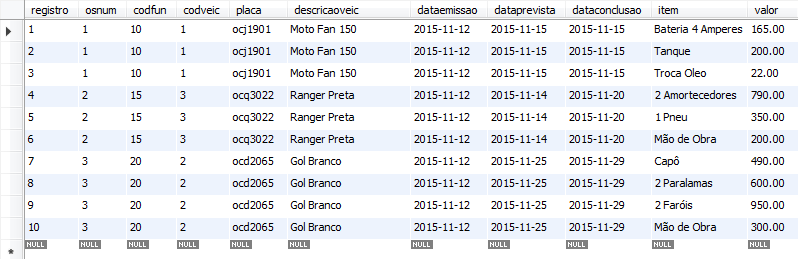 registro osnum codfun codveic placa descricaoveic dataemissao dataprevista dataconclusao item valor
1 1 10 1 ocj1901 Moto Fan 150 2015-11-12 2015-11-15 2015-11-15 Bateria 4 Amperes 165.00
2 1 10 1 ocj1901 Moto Fan 150 2015-11-12 2015-11-15 2015-11-15 Tanque 200.00
3 1 10 1 ocj1901 Moto Fan 150 2015-11-12 2015-11-15 2015-11-15 Troca Oleo 22.00
4 2 15 3 ocq3022 Ranger Preta 2015-11-12 2015-11-14 2015-11-20 2 Amortecedores 790.00
5 2 15 3 ocq3022 Ranger Preta 2015-11-12 2015-11-14 2015-11-20 1 Pneu 350.00
6 2 15 3 ocq3022 Ranger Preta 2015-11-12 2015-11-14 2015-11-20 Mão de Obra 200.00
7 3 20 2 ocd2065 Gol Branco 2015-11-12 2015-11-25 2015-11-29 Capô 490.00
8 3 20 2 ocd2065 Gol Branco 2015-11-12 2015-11-25 2015-11-29 2 Paralamas 600.00
9 3 20 2 ocd2065 Gol Branco 2015-11-12 2015-11-25 2015-11-29 2 Faróis 950.00
10 3 20 2 ocd2065 Gol Branco 2015-11-12 2015-11-25 2015-11-29 Mão de Obra 300.00
NULL NULL NULL NULL NULL NULL NULL NULL NULL NULL NULL